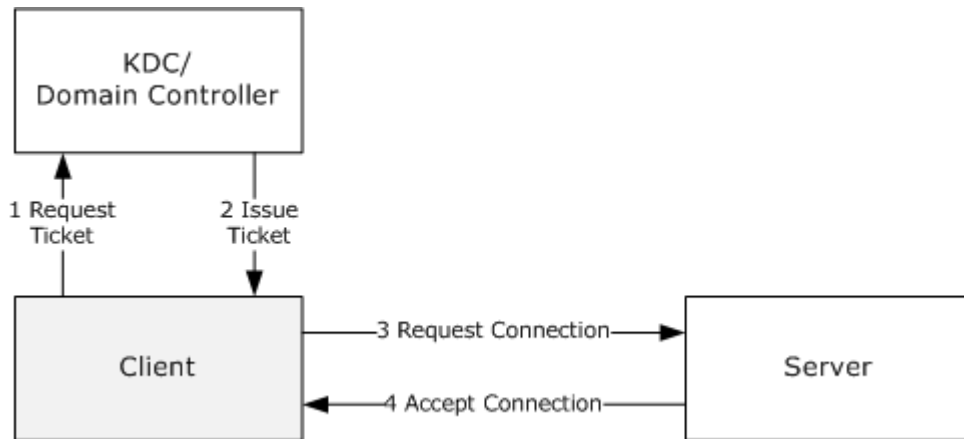 KDC/
Domain Controller
1 Request
Ticket
2 Issue
Ticket
Client
3 Request Connection
4 Accept Connection
Server